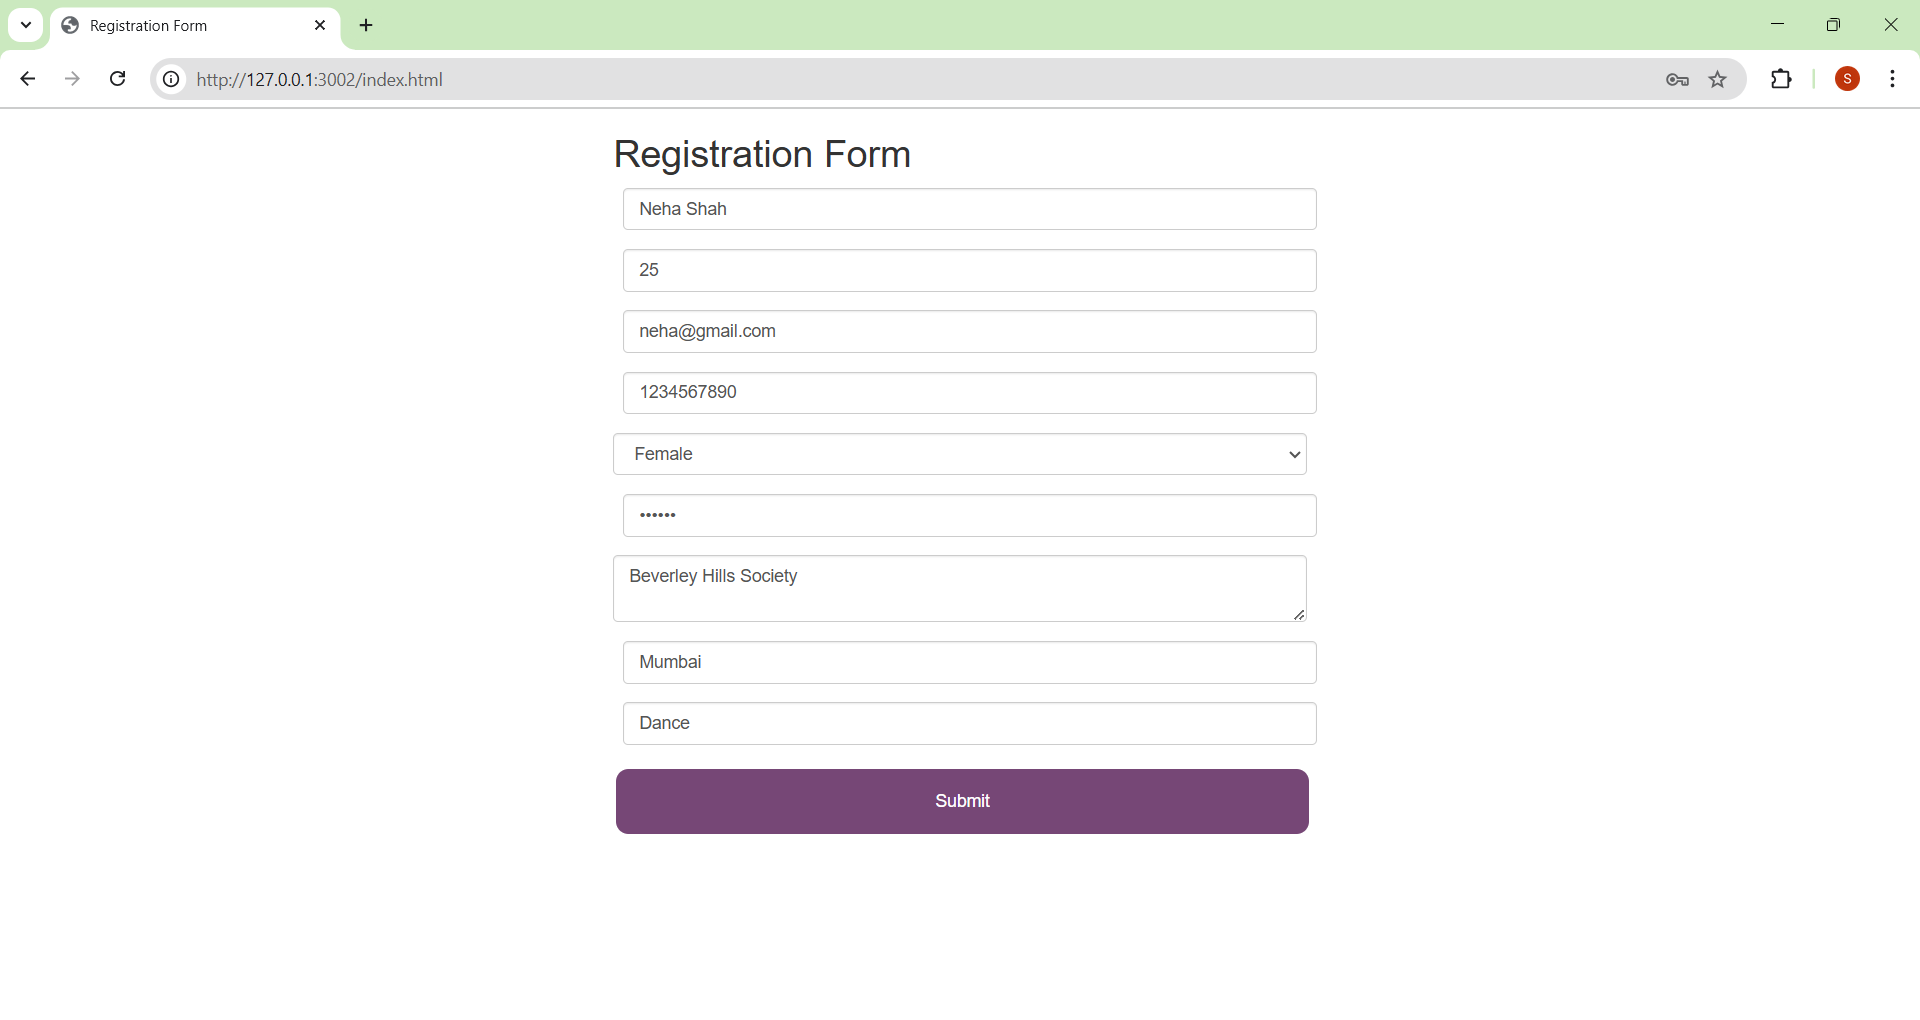 Registration Form
http://127.0.0.1:3002/index.html
S
Registration Form
Neha Shah
25
neha@gmail.com
1234567890
Female
••••••
Beverley Hills Society
Mumbai
Dance
Submit